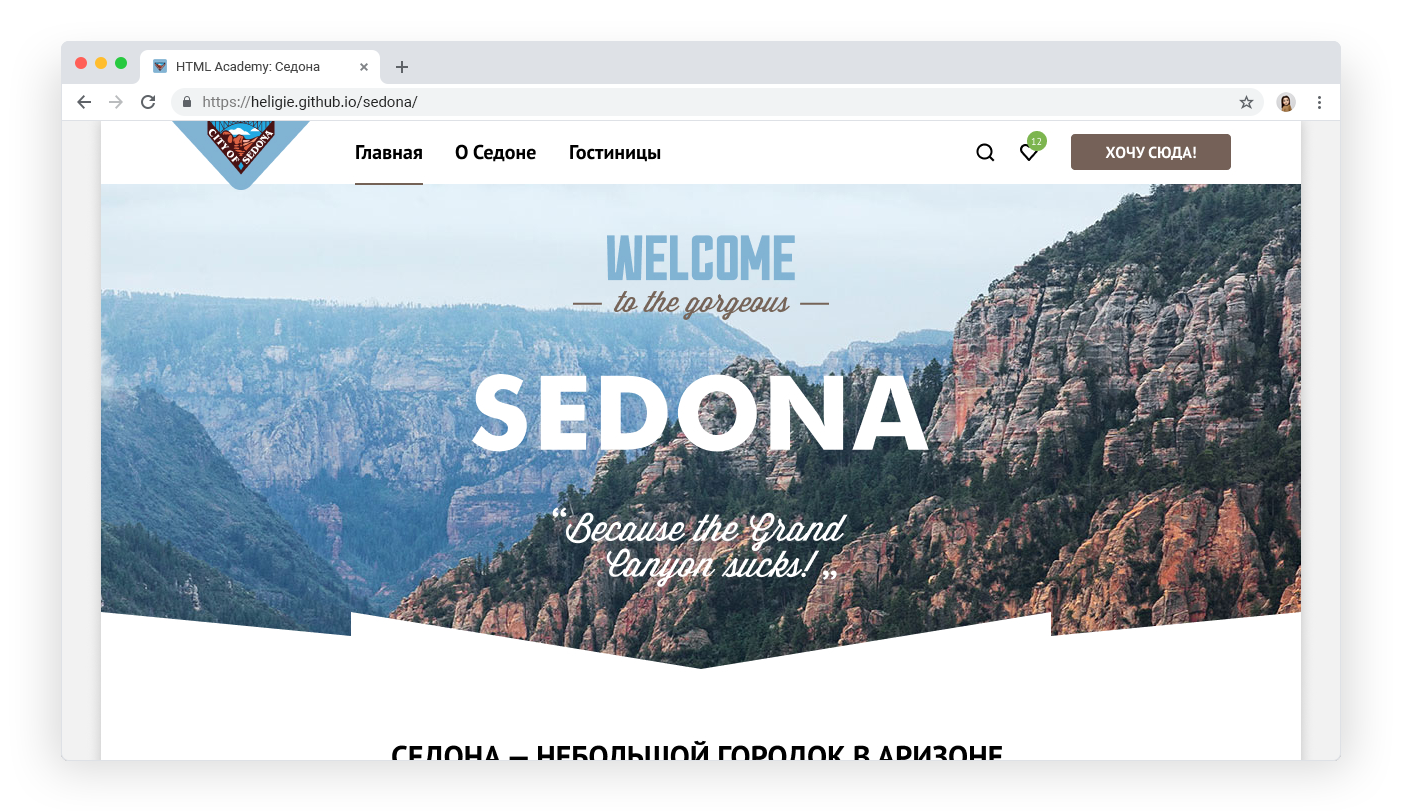 HTML Academy: Седона
https://heligie.github.io/sedona/
CITY OF SEDONA
Главная О Седоне Гостиницы 12 ХОЧУ СЮДА!
WELCOME
to the gorgeous
SEDONA
“Because the Grand
Canyon sucks!„
СЕДОНА — НЕБОЛЬШОЙ ГОРОДОК В АРИЗОНЕ